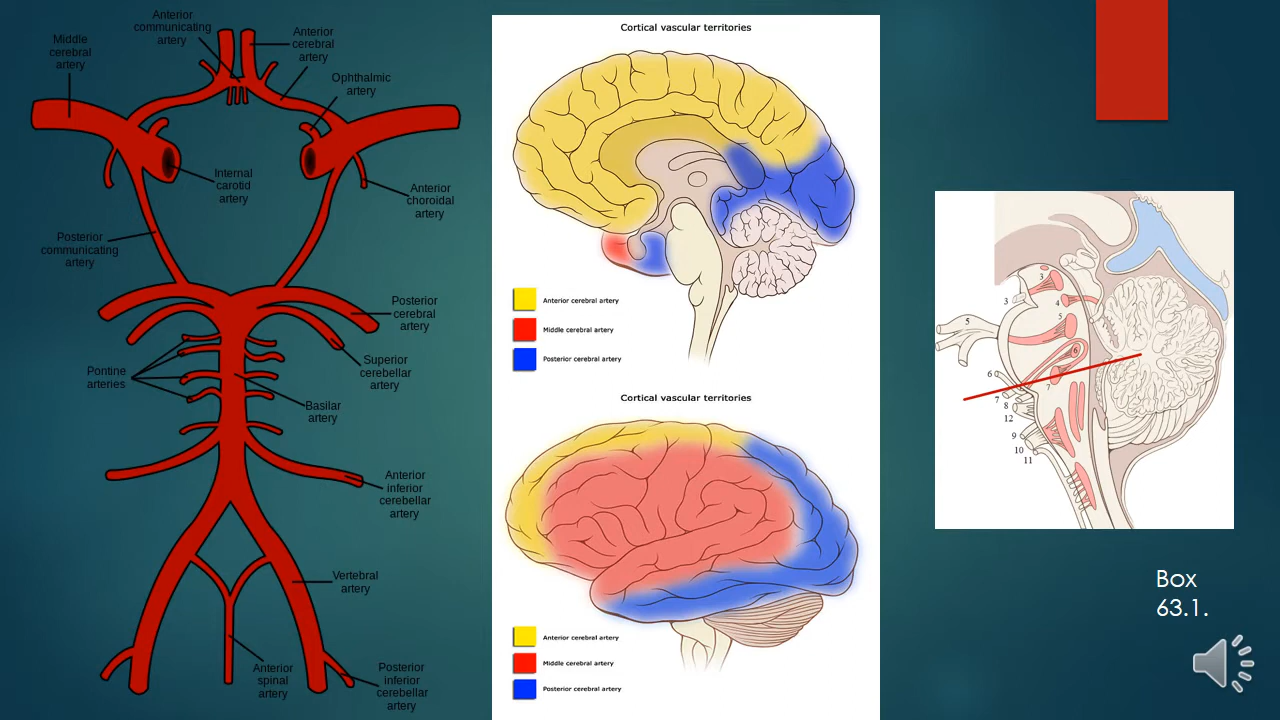 Anterior
communicating
artery
Middle
cerebral
artery
Anterior
cerebral
artery
Ophthalmic
artery
Internal
carotid
artery
Anterior
choroidal
artery
Posterior
communicating
artery
Posterior
cerebral
artery
Superior
cerebellar
artery
Pontine
arteries
Basilar
artery
Anterior
inferior
cerebellar
artery
Vertebral
artery
Anterior
spinal
artery
Posterior
inferior
cerebellar
artery
Cortical vascular territories
Anterior cerebral artery
Middle cerebral artery
Posterior cerebral artery
Cortical vascular territories
Anterior cerebral artery
Middle cerebral artery
Posterior cerebral artery
3
4
5
5
6
6
7
7
8
12
9
10
11
Box
63.1.